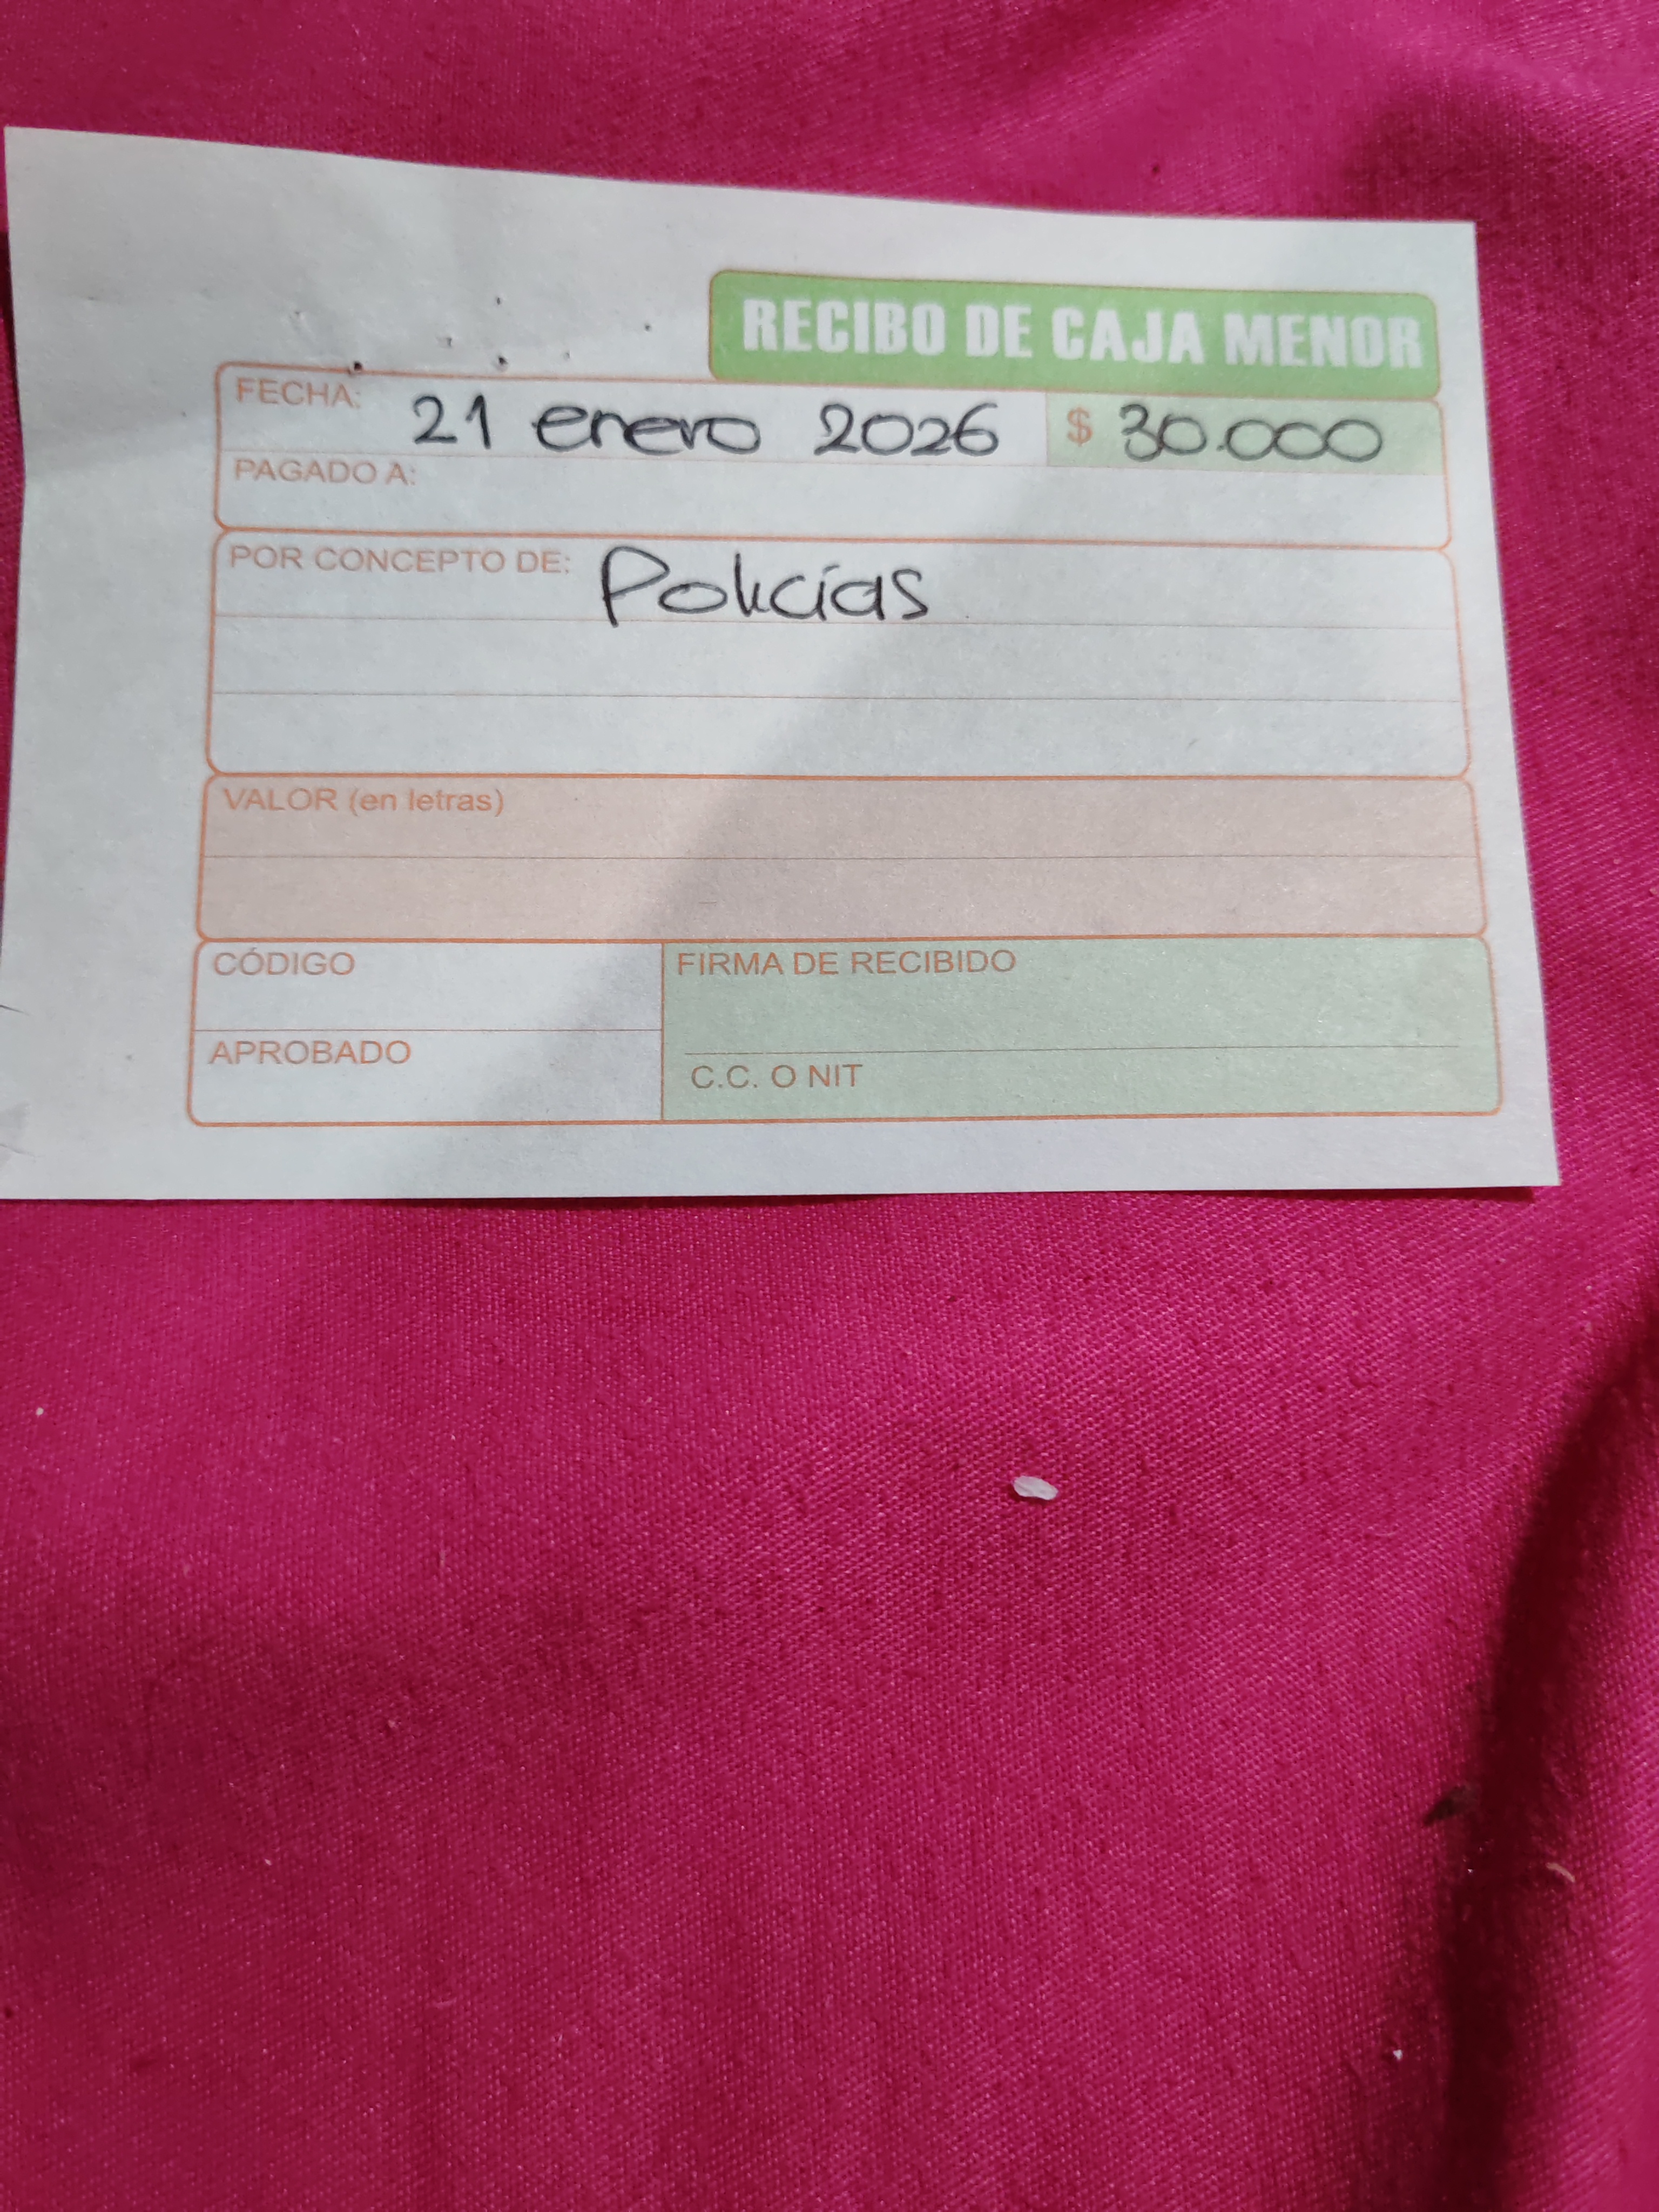 RECIBO DE CAJA MENOR
FECHA: 21 enero 2026 $ 30.000
PAGADO A:
POR CONCEPTO DE: Policías
VALOR (en letras)
CÓDIGO
FIRMA DE RECIBIDO
APROBADO
C.C. O NIT